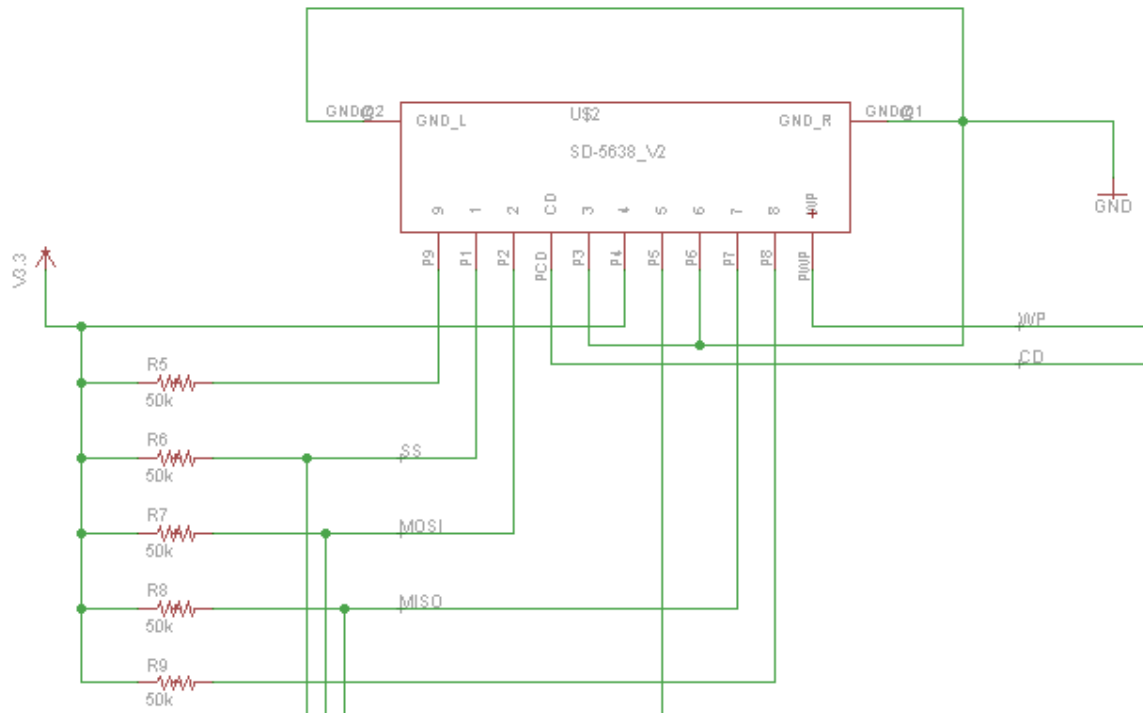 GND@2
GND_L
U$2
GND_R
GND@1
SD-5638_V2
GND
9
1
2
CD
3
4
5
6
7
8
WP
P9
P1
P2
PCD
P3
P4
P5
P6
P7
P8
PWP
V3.3
WP
CD
R5
50k
R6
50k
SS
R7
50k
MOSI
R8
50k
MISO
R9
50k